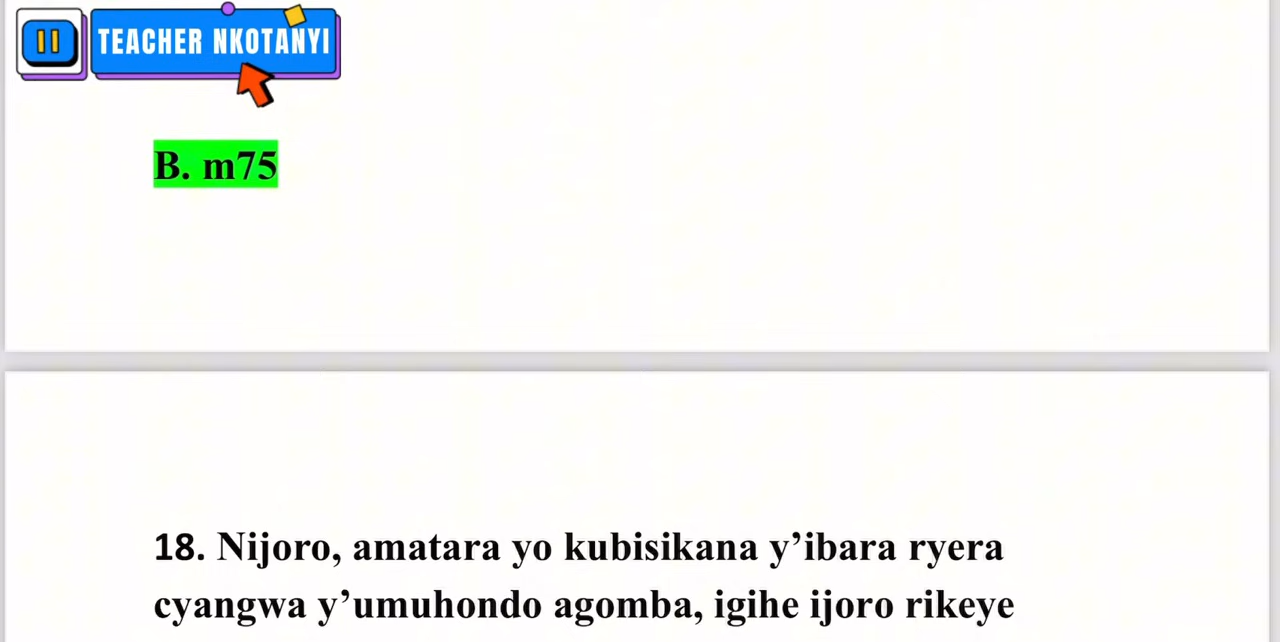 TEACHER NKOTANYI
B. m75
18. Nijoro, amatara yo kubisikana y’ibara ryera
cyangwa y’umuhondo agomba, igihe ijoro rikeye